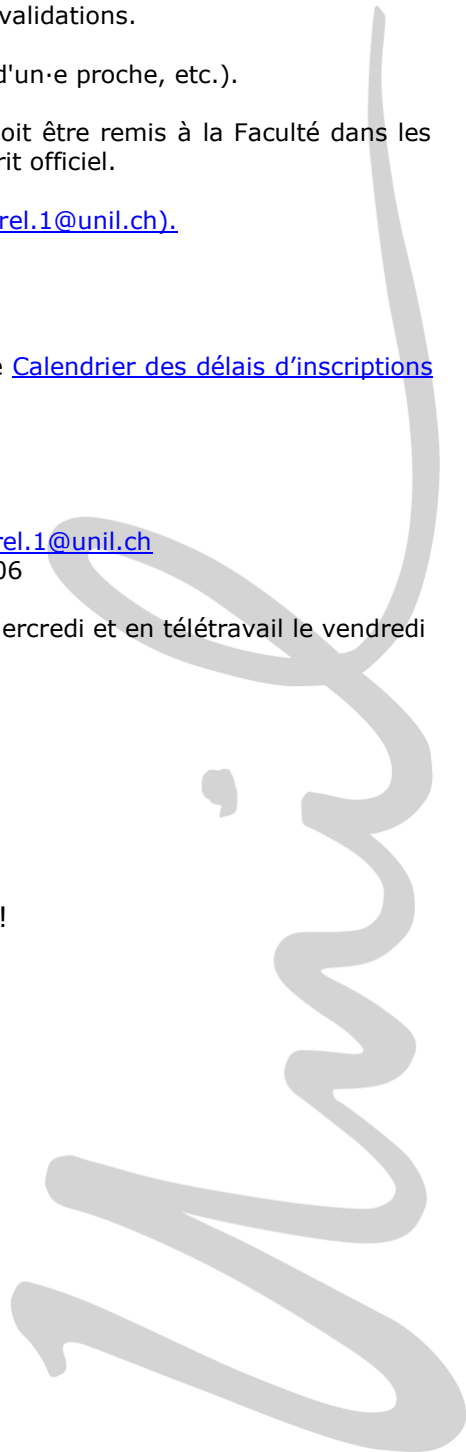 validations.
d'un·e proche, etc.).
oit être remis à la Faculté dans les
rit officiel.
rel.1@unil.ch).
Calendrier des délais d’inscriptions
rel.1@unil.ch
06
ercredi et en télétravail le vendredi
!
Unil